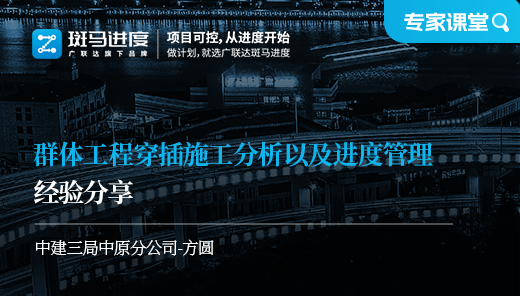 专家课堂
斑马进度
广联达旗下品牌
项目可控，从进度开始
做计划，就选广联达斑马进度
群体工程穿插施工分析以及进度管理
经验分享
中建三局中原分公司-方圆